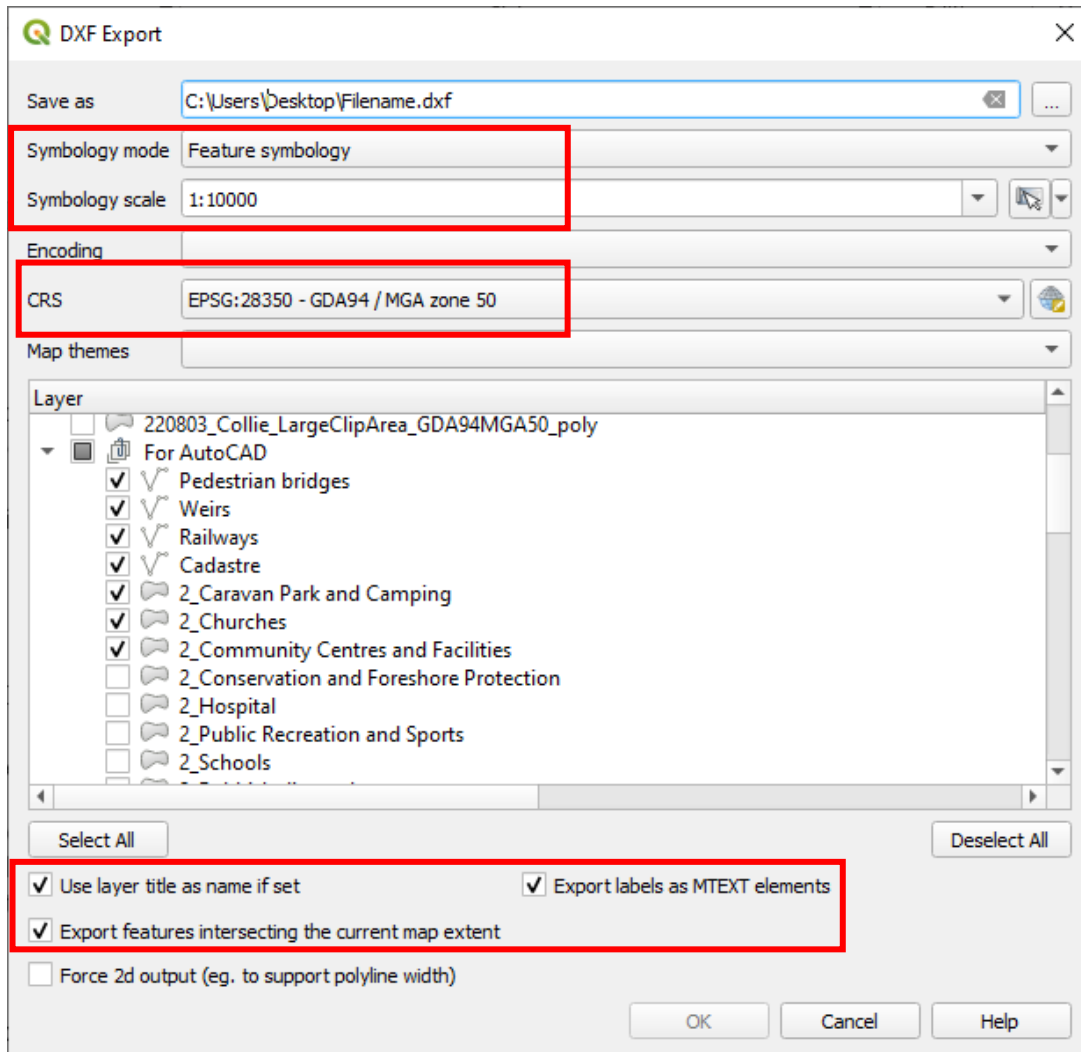 DXF Export
Save as C:\Users\Desktop\Filename.dxf ...
Symbology mode Feature symbology
Symbology scale 1:10000
Encoding
CRS EPSG:28350 - GDA94 / MGA zone 50
Map themes
Layer
220803_Collie_LargeClipArea_GDA94MGA50_poly
For AutoCAD
Pedestrian bridges
Weirs
Railways
Cadastre
2_Caravan Park and Camping
2_Churches
2_Community Centres and Facilities
2_Conservation and Foreshore Protection
2_Hospital
2_Public Recreation and Sports
2_Schools
Select All Deselect All
Use layer title as name if set Export labels as MTEXT elements
Export features intersecting the current map extent
Force 2d output (eg. to support polyline width)
OK Cancel Help